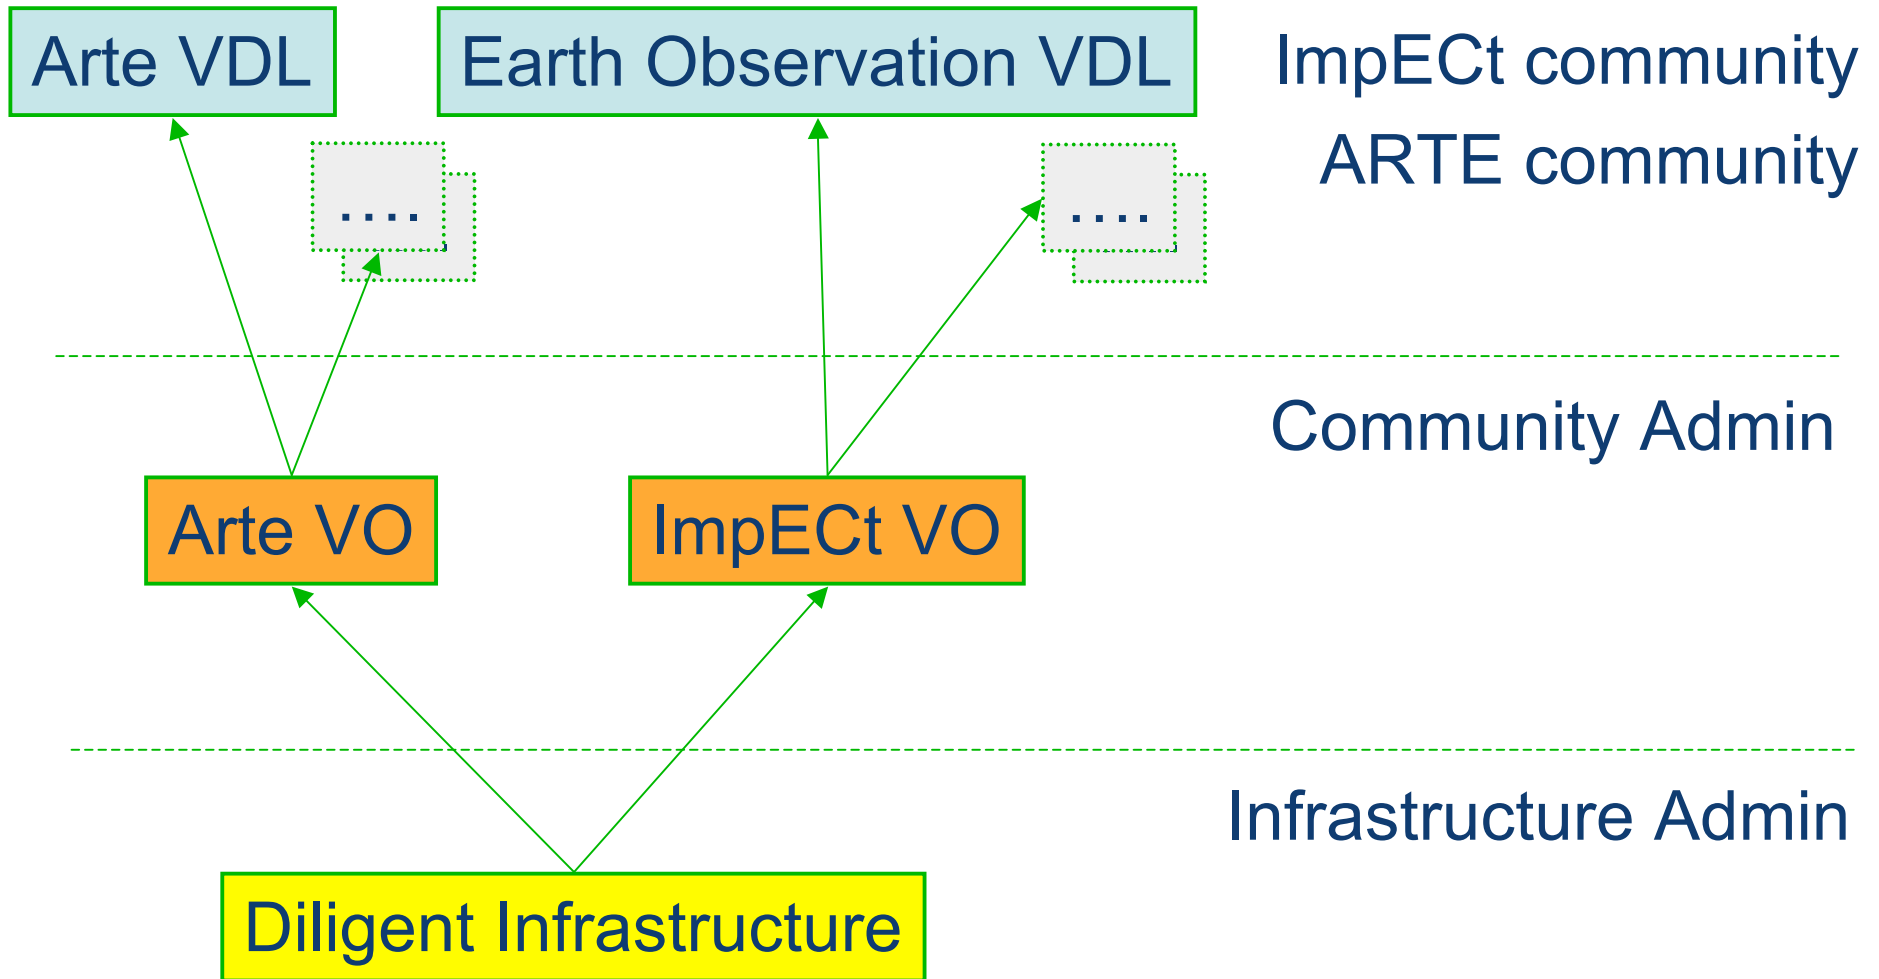 Arte VDL
Earth Observation VDL
ImpECt community
ARTE community
....
....
Community Admin
Arte VO
ImpECt VO
Infrastructure Admin
Diligent Infrastructure